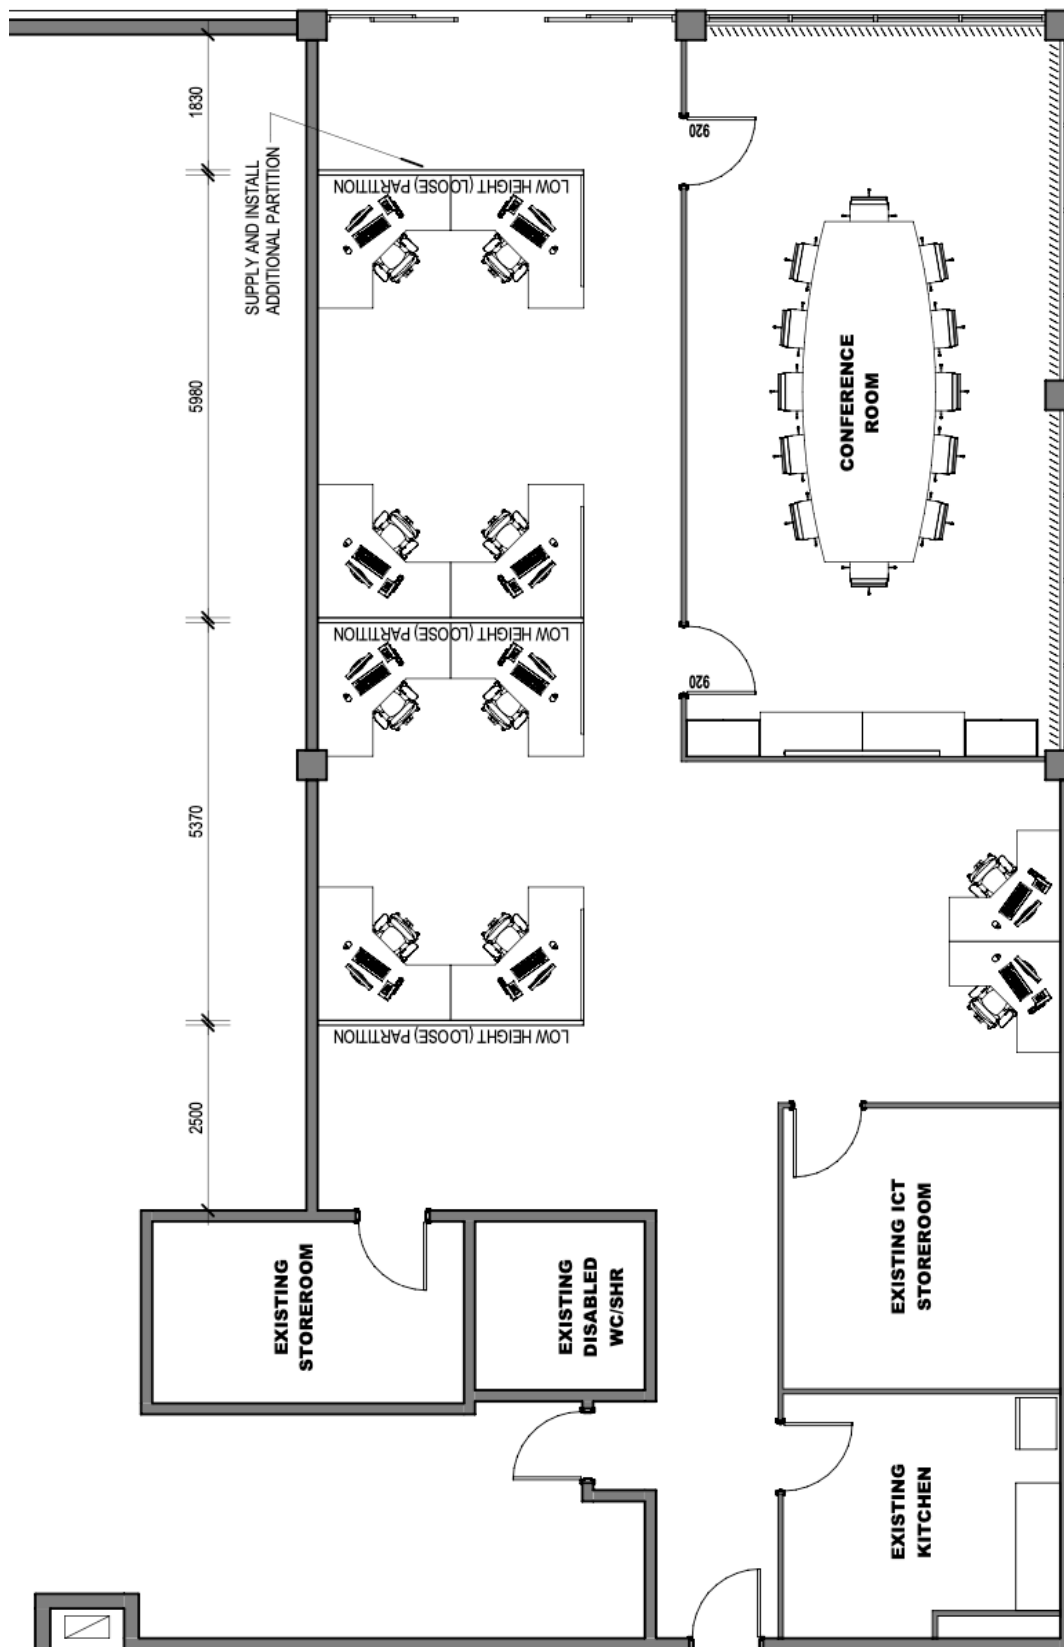 1830
SUPPLY AND INSTALL
ADDITIONAL PARTITION
LOW HEIGHT (LOOSE) PARTITION
920
5980
CONFERENCE
ROOM
LOW HEIGHT (LOOSE) PARTITION
920
5370
LOW HEIGHT (LOOSE) PARTITION
2500
EXISTING
STOREROOM
EXISTING
DISABLED
WC/SHR
EXISTING ICT
STOREROOM
EXISTING
KITCHEN